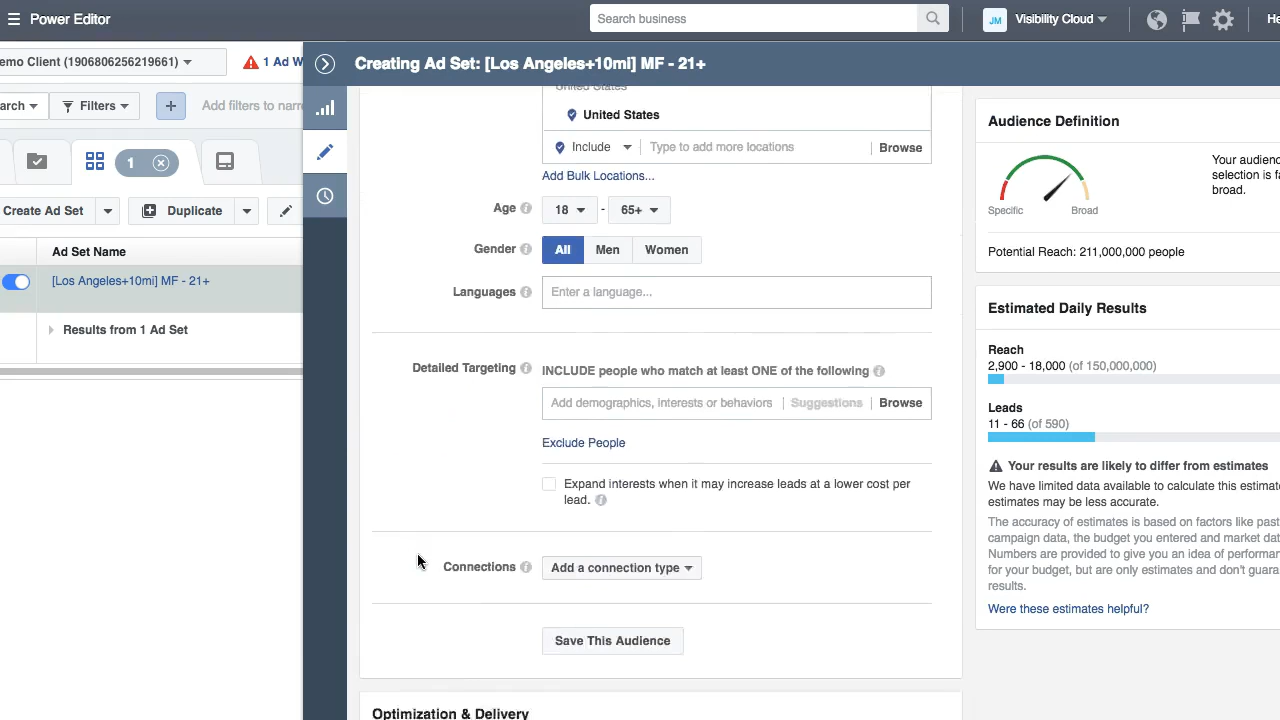 Power Editor
Search business
JM
Visibility Cloud
He
emo Client (1906806256219661)
1 Ad W
Creating Ad Set: [Los Angeles+10mi] MF - 21+
arch
Filters
+
Add filters to narr
United States
United States
Include
Type to add more locations
Browse
Add Bulk Locations...
1
Create Ad Set
Duplicate
Age
18
-
65+
Gender
All
Men
Women
Ad Set Name
[Los Angeles+10mi] MF - 21+
Results from 1 Ad Set
Languages
Enter a language...
Detailed Targeting
INCLUDE people who match at least ONE of the following
Add demographics, interests or behaviors
Suggestions
Browse
Exclude People
Expand interests when it may increase leads at a lower cost per
lead.
Connections
Add a connection type
Save This Audience
Optimization & Delivery
Audience Definition
Specific
Broad
Your audienc
selection is fa
broad.
Potential Reach: 211,000,000 people
Estimated Daily Results
Reach
2,900 - 18,000 (of 150,000,000)
Leads
11 - 66 (of 590)
Your results are likely to differ from estimates
We have limited data available to calculate this estimate
estimates may be less accurate.
The accuracy of estimates is based on factors like past
campaign data, the budget you entered and market dat
Numbers are provided to give you an idea of performan
for your budget, but are only estimates and don't guara
results.
Were these estimates helpful?